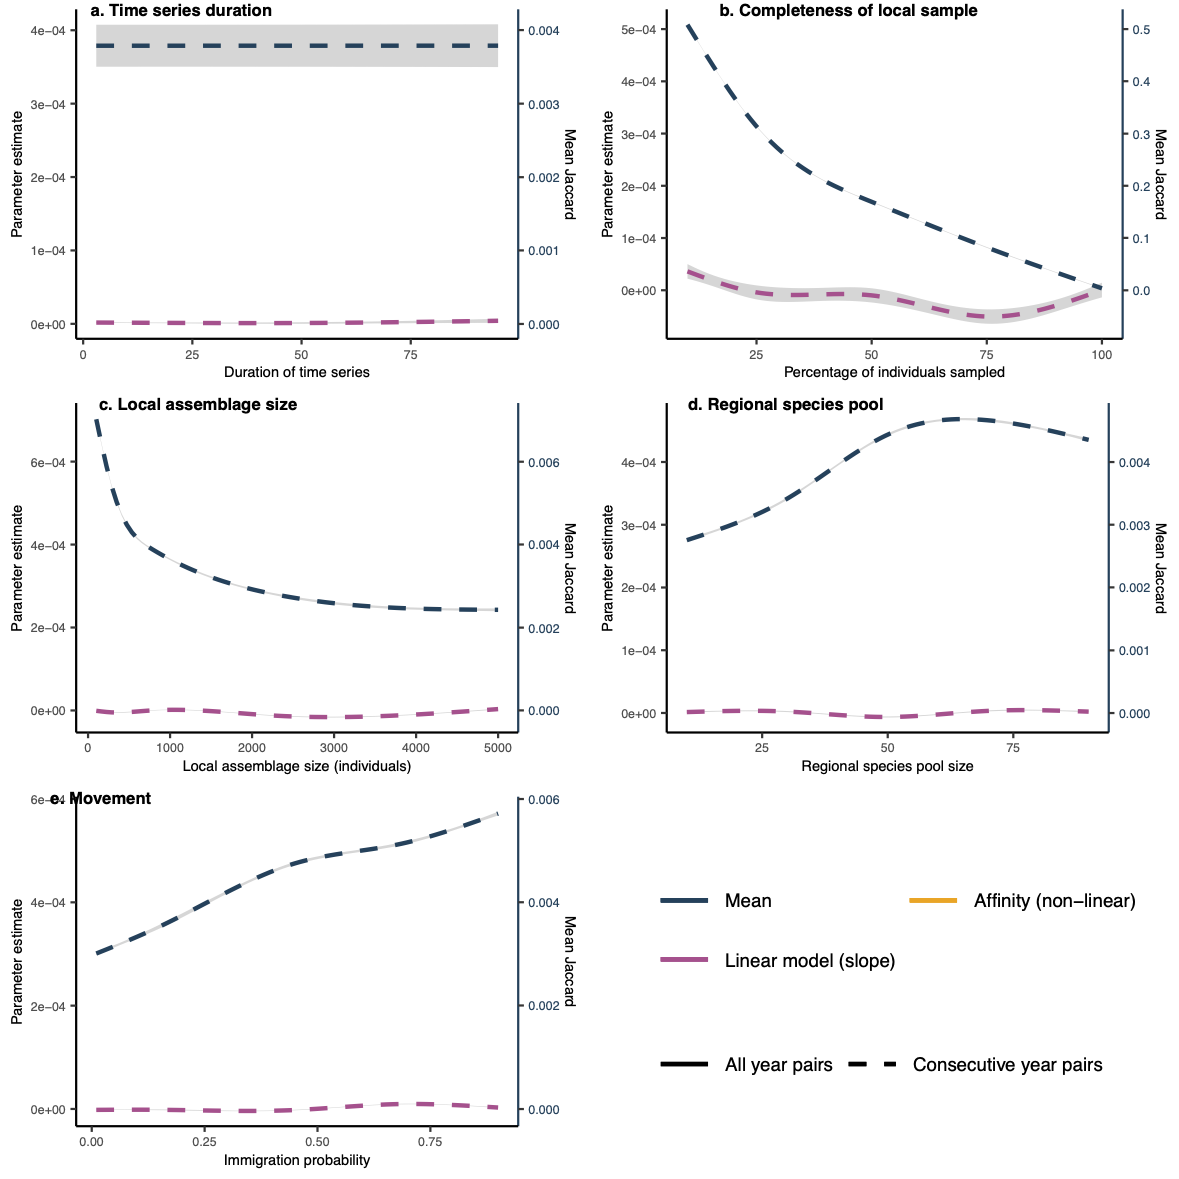 a. Time series duration
4e−04
3e−04
2e−04
1e−04
0e+00
Parameter estimate
0.004
0.003
0.002
0.001
0.000
Mean Jaccard
0 25 50 75
Duration of time series
b. Completeness of local sample
5e−04
4e−04
3e−04
2e−04
1e−04
0e+00
Parameter estimate
0.5
0.4
0.3
0.2
0.1
0.0
Mean Jaccard
25 50 75 100
Percentage of individuals sampled
c. Local assemblage size
6e−04
4e−04
2e−04
0e+00
Parameter estimate
0.006
0.004
0.002
0.000
Mean Jaccard
0 1000 2000 3000 4000 5000
Local assemblage size (individuals)
d. Regional species pool
4e−04
3e−04
2e−04
1e−04
0e+00
Parameter estimate
0.004
0.003
0.002
0.001
0.000
Mean Jaccard
25 50 75
Regional species pool size
e. Movement
6e−04
4e−04
2e−04
0e+00
Parameter estimate
0.006
0.004
0.002
0.000
Mean Jaccard
0.00 0.25 0.50 0.75
Immigration probability
Mean
Affinity (non−linear)
Linear model (slope)
All year pairs
Consecutive year pairs